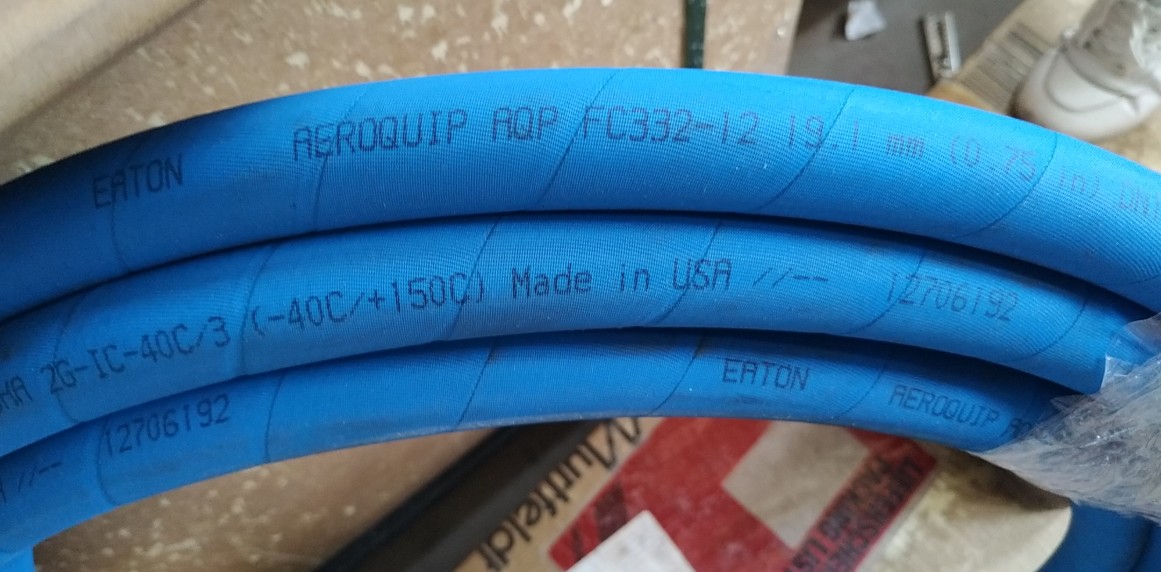 EATON AEROQUIP AQP FC332-12 19.1 mm (0.75 in)
2G-IC-40C/3 (-40C/+150C) Made in USA //-- 12706192
//-- 12706192 EATON AEROQUIP